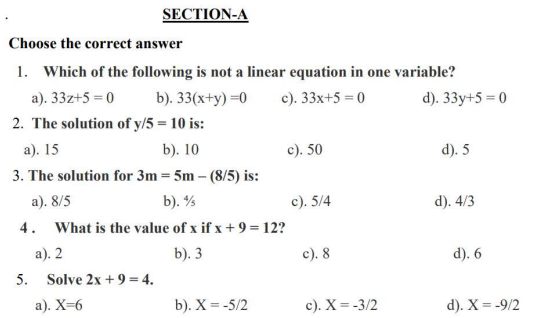 .
SECTION-A
Choose the correct answer
1. Which of the following is not a linear equation in one variable?
a). 33z+5 = 0 b). 33(x+y) =0 c). 33x+5 = 0 d). 33y+5 = 0
2. The solution of y/5 = 10 is:
a). 15 b). 10 c). 50 d). 5
3. The solution for 3m = 5m – (8/5) is:
a). 8/5 b). ⅘ c). 5/4 d). 4/3
4 . What is the value of x if x + 9 = 12?
a). 2 b). 3 c). 8 d). 6
5. Solve 2x + 9 = 4.
a). X=6 b). X = -5/2 c). X = -3/2 d). X = -9/2